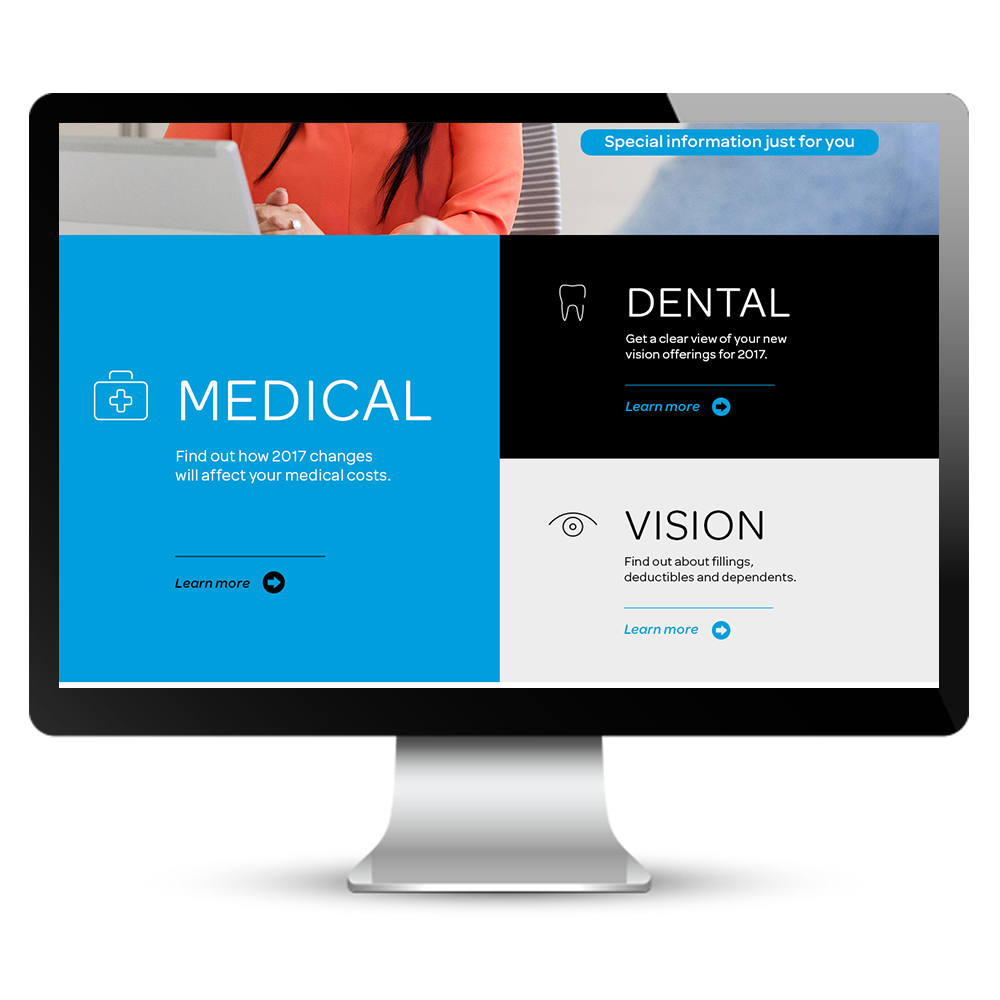 Special information just for you
MEDICAL
Find out how 2017 changes
will affect your medical costs.
Learn more
DENTAL
Get a clear view of your new
vision offerings for 2017.
Learn more
VISION
Find out about fillings,
deductibles and dependents.
Learn more